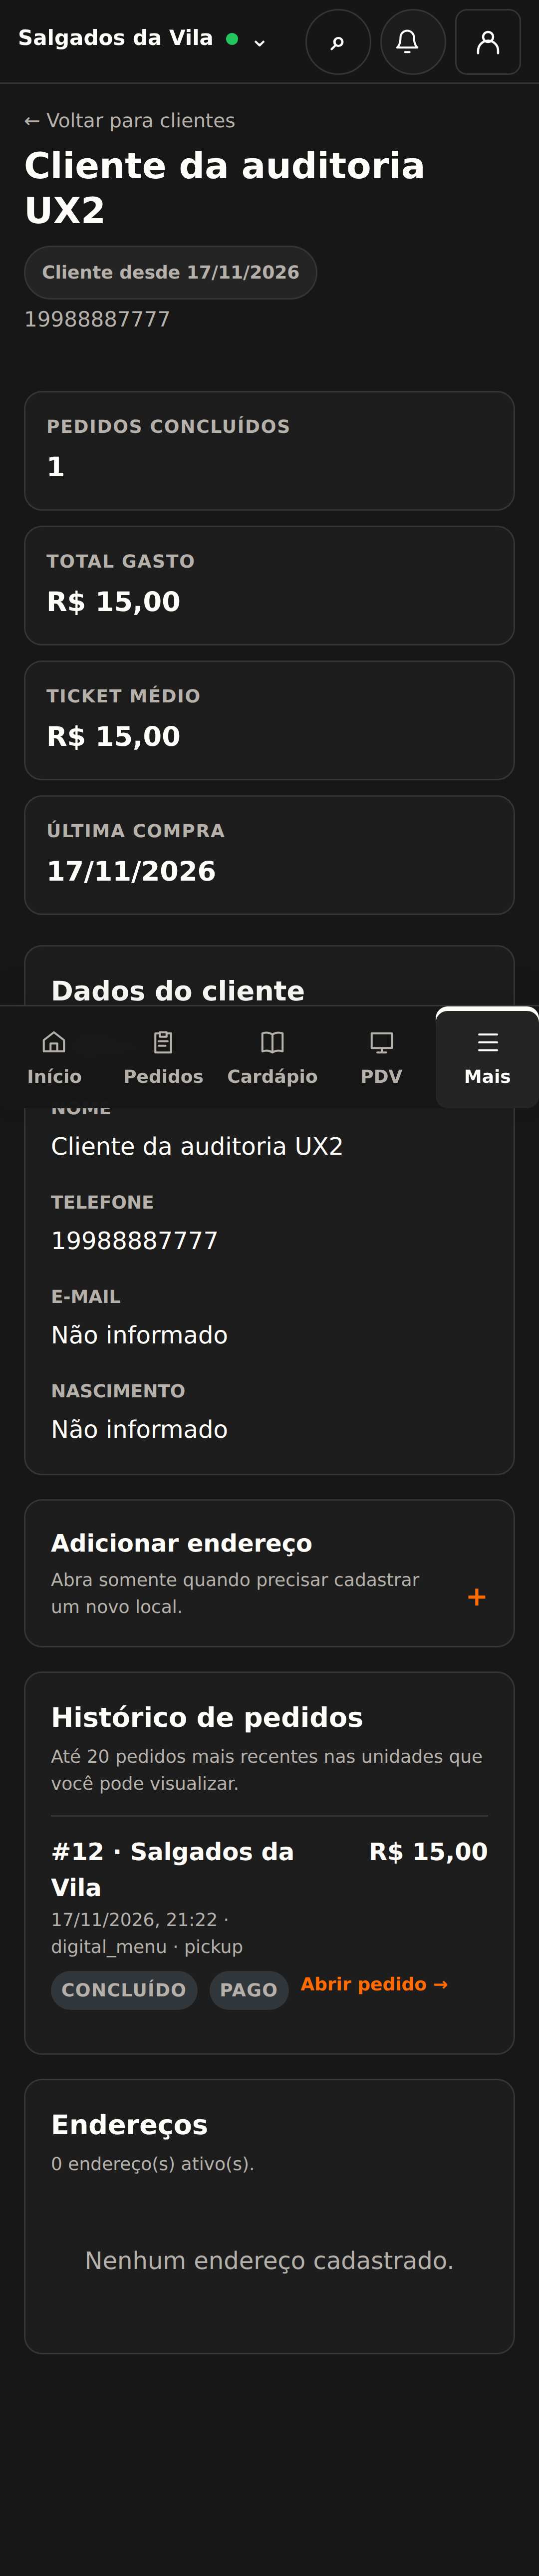 Salgados da Vila
← Voltar para clientes
Cliente da auditoria
UX2
Cliente desde 17/11/2026
19988887777
PEDIDOS CONCLUÍDOS
1
TOTAL GASTO
R$ 15,00
TICKET MÉDIO
R$ 15,00
ÚLTIMA COMPRA
17/11/2026
Dados do cliente
Início
Pedidos
Cardápio
PDV
Mais
NOME
Cliente da auditoria UX2
TELEFONE
19988887777
E-MAIL
Não informado
NASCIMENTO
Não informado
Adicionar endereço
Abra somente quando precisar cadastrar
um novo local.
+
Histórico de pedidos
Até 20 pedidos mais recentes nas unidades que
você pode visualizar.
#12 · Salgados da
Vila
R$ 15,00
17/11/2026, 21:22 ·
digital_menu · pickup
CONCLUÍDO
PAGO
Abrir pedido →
Endereços
0 endereço(s) ativo(s).
Nenhum endereço cadastrado.